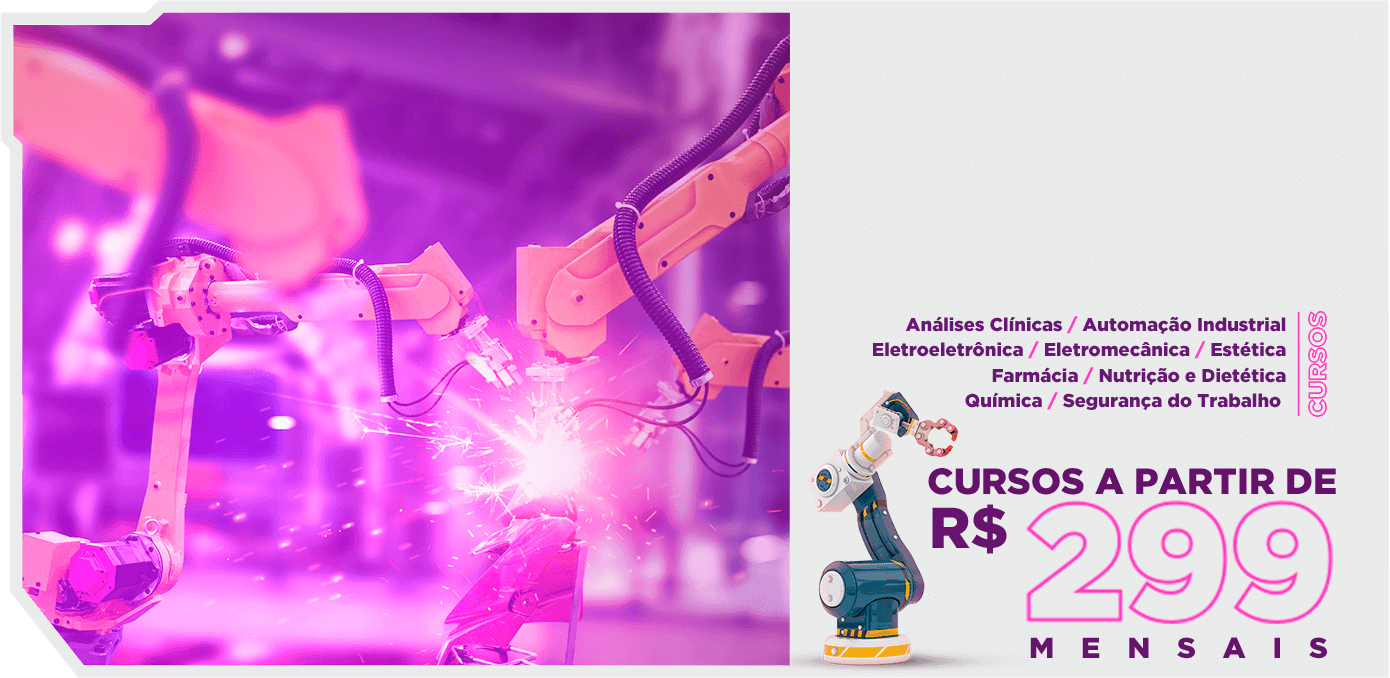 Análises Clínicas / Automação Industrial
Eletroeletrônica / Eletromecânica / Estética
Farmácia / Nutrição e Dietética
Química / Segurança do Trabalho
CURSOS
CURSOS A PARTIR DE
R$ 299
MENSAIS